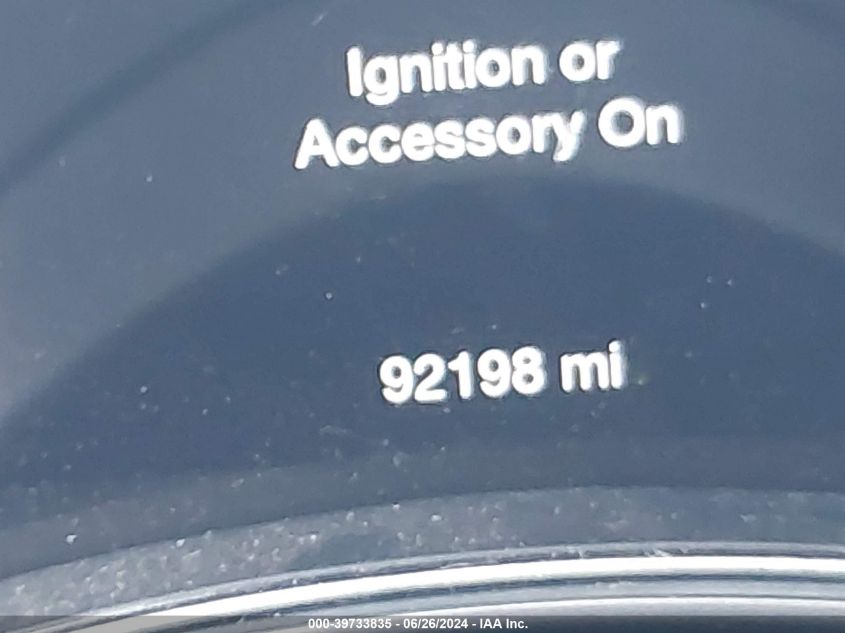 Ignition or
Accessory On
92198 mi
000-39733835 - 06/26/2024 - IAA Inc.